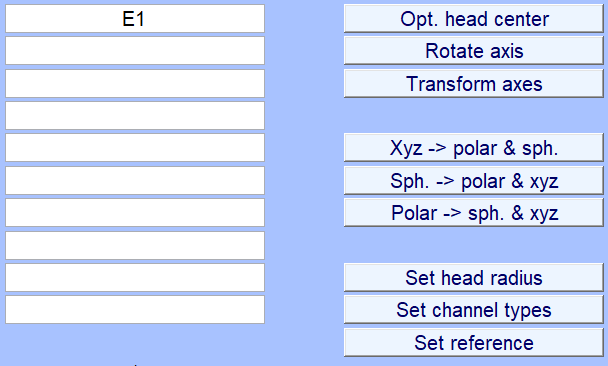 E1
Opt. head center
Rotate axis
Transform axes
Xyz -> polar & sph.
Sph. -> polar & xyz
Polar -> sph. & xyz
Set head radius
Set channel types
Set reference